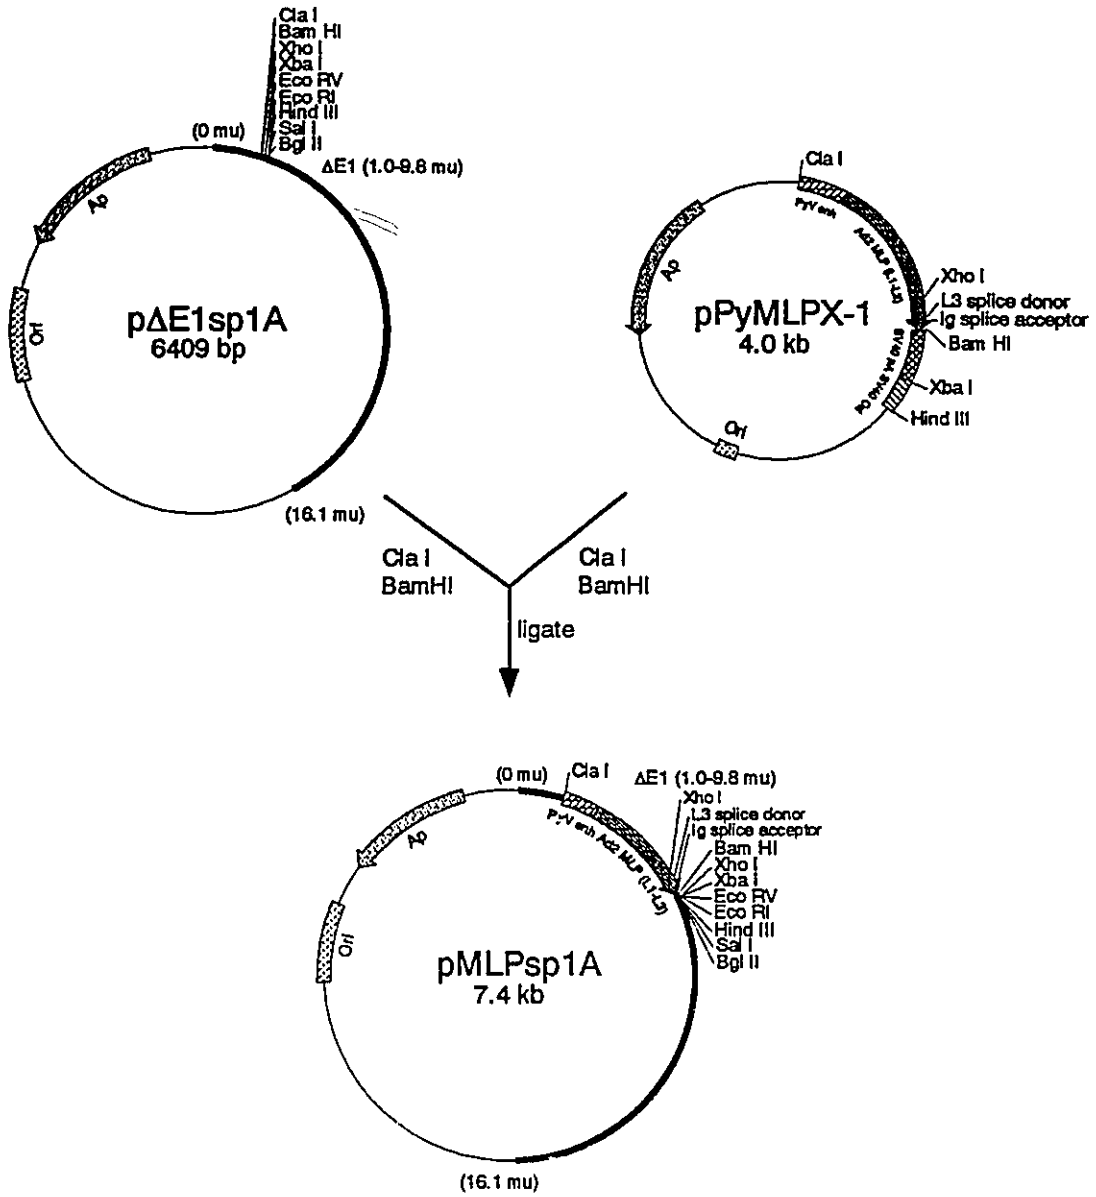 Cla I
Bam HI
Xho I
Xba I
Eco RV
Eco RI
Hind III
Sal I
Bgl II
(0 mu)
ΔE1 (1.0-9.8 mu)
Ap
Ori
pΔE1sp1A
6409 bp
(16.1 mu)
Cla I
PyV enh
Ad2 MLP (L1-L3)
Xho I
L3 splice donor
Ig splice acceptor
Bam HI
SV40 pA SV40 Ori
Xba I
Hind III
Ap
Ori
pPyMLPX-1
4.0 kb
Cla I
BamHI
Cla I
BamHI
ligate
(0 mu)
Cla I
ΔE1 (1.0-9.8 mu)
Xho I
L3 splice donor
Ig splice acceptor
Bam HI
Xho I
Xba I
Eco RV
Eco RI
Hind III
Sal I
Bgl II
PyV enh Ad2 MLP (L1-L3)
Ap
Ori
pMLPsp1A
7.4 kb
(16.1 mu)